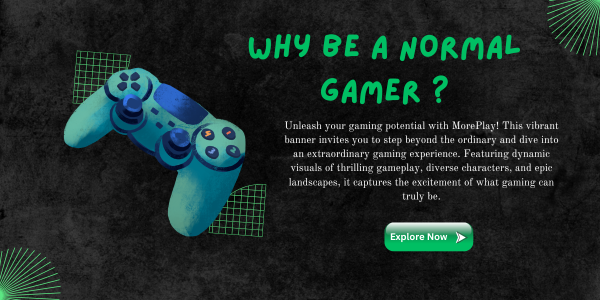 WHY BE A NORMAL
GAMER ?
Unleash your gaming potential with MorePlay! This vibrant
banner invites you to step beyond the ordinary and dive into
an extraordinary gaming experience. Featuring dynamic
visuals of thrilling gameplay, diverse characters, and epic
landscapes, it captures the excitement of what gaming can
truly be.
Explore Now